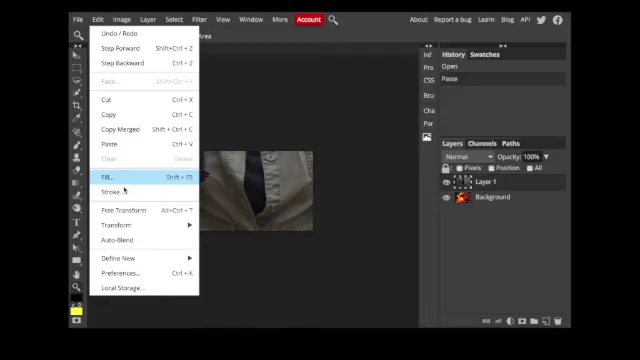 File Edit Image Layer Select Filter View Window More Account About Report a bug Learn Blog API
Area
Undo / Redo
Step Forward Shift+Ctrl + Z
Step Backward Ctrl + Z
Fade... Shift+Ctrl + F
Cut Ctrl + X
Copy Ctrl + C
Copy Merged Shift + Ctrl + C
Paste Ctrl + V
Clear Delete
Fill... Shift + F5
Stroke...
Free Transform Alt+Ctrl + T
Transform
Auto-Blend
Define New
Preferences... Ctrl + K
Local Storage...
Inf
Pro
CSS
Bru
Cha
Par
History Swatches
Open
Paste
Layers Channels Paths
Normal Opacity: 100%
Pixels Position All
Layer 1
Background